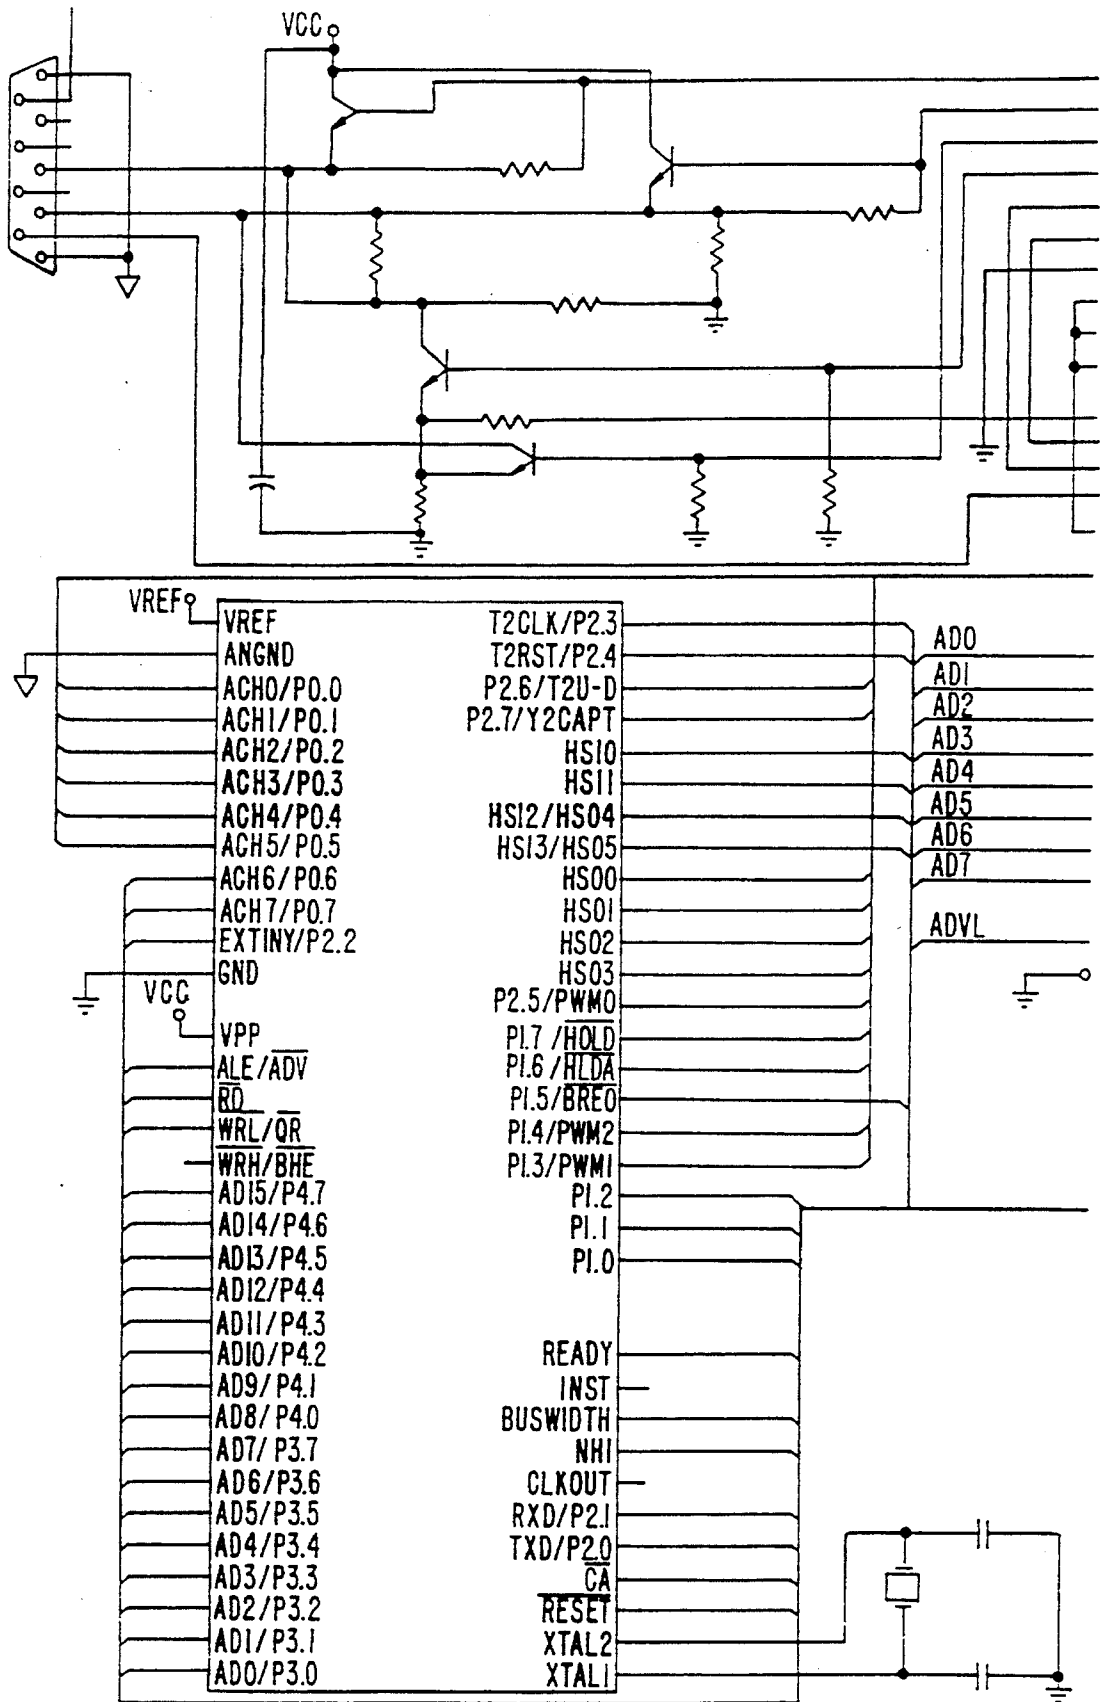 VCC
VREF
VREF
ANGND
ACH0/P0.0
ACH1/P0.1
ACH2/P0.2
ACH3/P0.3
ACH4/P0.4
ACH5/P0.5
ACH6/P0.6
ACH7/P0.7
EXTINY/P2.2
GND
VCC
VPP
ALE/ADV
RD
WRL/QR
WRH/BHE
AD15/P4.7
AD14/P4.6
AD13/P4.5
AD12/P4.4
AD11/P4.3
AD10/P4.2
AD9/P4.1
AD8/P4.0
AD7/P3.7
AD6/P3.6
AD5/P3.5
AD4/P3.4
AD3/P3.3
AD2/P3.2
AD1/P3.1
AD0/P3.0
T2CLK/P2.3
T2RST/P2.4
P2.6/T2U-D
P2.7/Y2CAPT
HSI0
HSI1
HSI2/HSO4
HSI3/HSO5
HSO0
HSO1
HSO2
HSO3
P2.5/PWM0
P1.7/HOLD
P1.6/HLDA
P1.5/BREO
P1.4/PWM2
P1.3/PWM1
P1.2
P1.1
P1.0
READY
INST
BUSWIDTH
NHI
CLKOUT
RXD/P2.1
TXD/P2.0
CA
RESET
XTAL2
XTAL1
AD0
AD1
AD2
AD3
AD4
AD5
AD6
AD7
ADVL